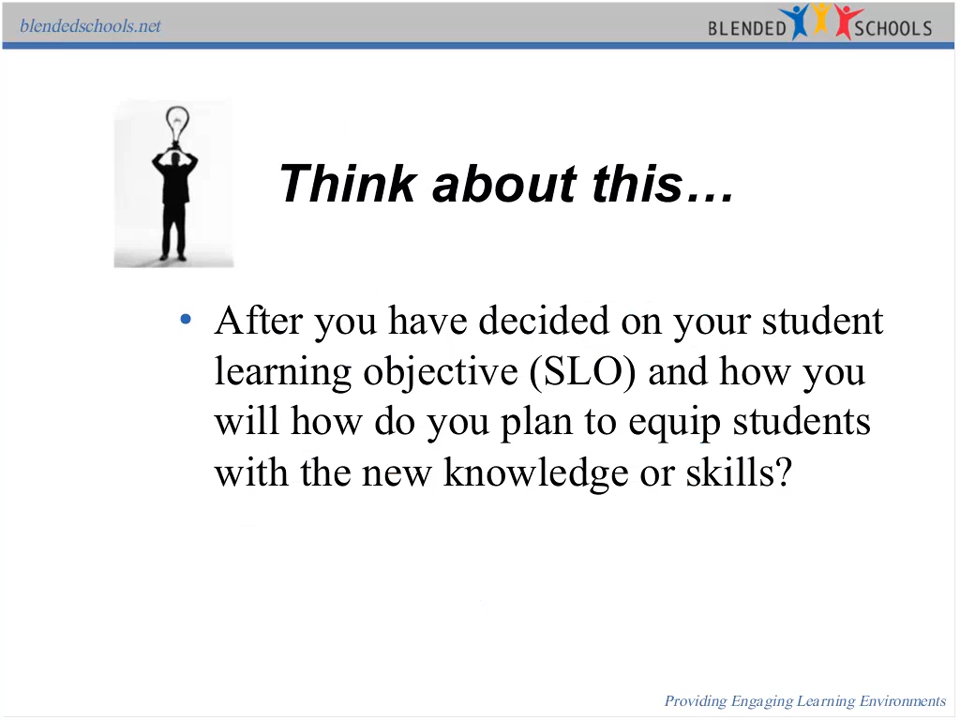 blendedschools.net
BLENDED SCHOOLS
Think about this…
• After you have decided on your student
learning objective (SLO) and how you
will how do you plan to equip students
with the new knowledge or skills?
Providing Engaging Learning Environments